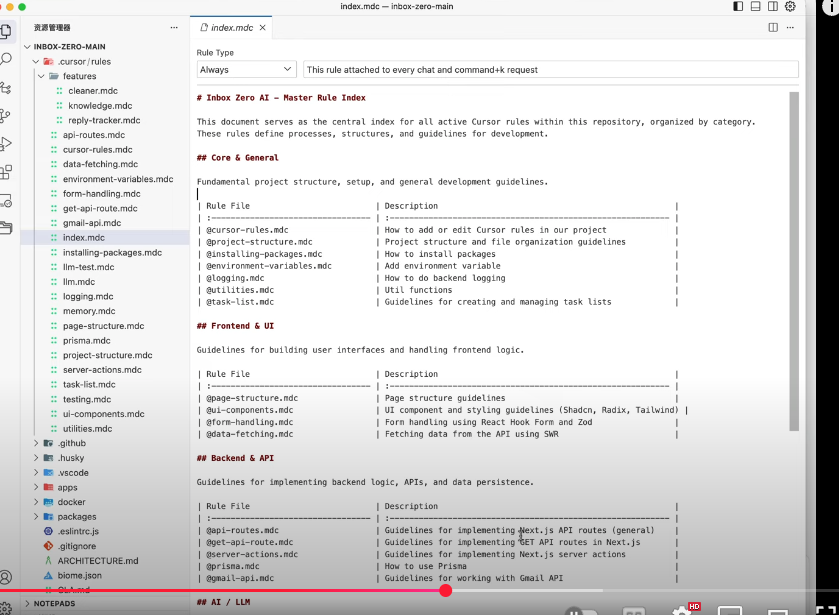 index.mdc — inbox-zero-main
资源管理器
INBOX-ZERO-MAIN
.cursor/rules
features
cleaner.mdc
knowledge.mdc
reply-tracker.mdc
api-routes.mdc
cursor-rules.mdc
data-fetching.mdc
environment-variables.mdc
form-handling.mdc
get-api-route.mdc
gmail-api.mdc
index.mdc
installing-packages.mdc
llm-test.mdc
llm.mdc
logging.mdc
memory.mdc
page-structure.mdc
prisma.mdc
project-structure.mdc
server-actions.mdc
task-list.mdc
testing.mdc
ui-components.mdc
utilities.mdc
.github
.husky
.vscode
apps
docker
packages
.eslintrc.js
.gitignore
ARCHITECTURE.md
biome.json
NOTEPADS
index.mdc
Rule Type
Always
This rule attached to every chat and command+k request
# Inbox Zero AI – Master Rule Index
This document serves as the central index for all active Cursor rules within this repository, organized by category.
These rules define processes, structures, and guidelines for development.
## Core & General
Fundamental project structure, setup, and general development guidelines.
| Rule File | Description |
| :------------------------------ | :---------------------------------------------------- |
| @cursor-rules.mdc | How to add or edit Cursor rules in our project |
| @project-structure.mdc | Project structure and file organization guidelines |
| @installing-packages.mdc | How to install packages |
| @environment-variables.mdc | Add environment variable |
| @logging.mdc | How to do backend logging |
| @utilities.mdc | Util functions |
| @task-list.mdc | Guidelines for creating and managing task lists |
## Frontend & UI
Guidelines for building user interfaces and handling frontend logic.
| Rule File | Description |
| :------------------------------ | :---------------------------------------------------- |
| @page-structure.mdc | Page structure guidelines |
| @ui-components.mdc | UI component and styling guidelines (Shadcn, Radix, Tailwind) |
| @form-handling.mdc | Form handling using React Hook Form and Zod |
| @data-fetching.mdc | Fetching data from the API using SWR |
## Backend & API
Guidelines for implementing backend logic, APIs, and data persistence.
| Rule File | Description |
| :------------------------------ | :---------------------------------------------------- |
| @api-routes.mdc | Guidelines for implementing Next.js API routes (general) |
| @get-api-route.mdc | Guidelines for implementing GET API routes in Next.js |
| @server-actions.mdc | Guidelines for implementing Next.js server actions |
| @prisma.mdc | How to use Prisma |
| @gmail-api.mdc | Guidelines for working with Gmail API |
## AI / LLM
HD